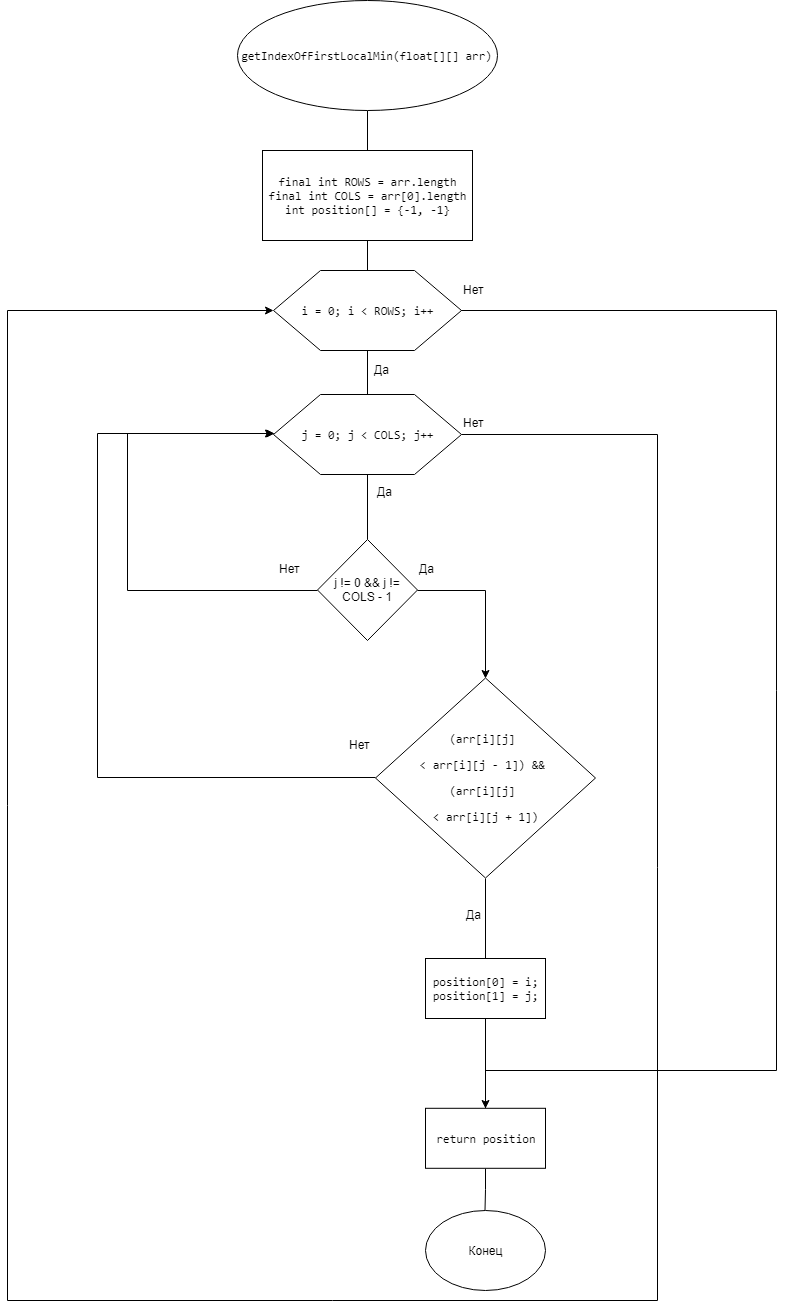 getIndexOfFirstLocalMin(float[][] arr)
final int ROWS = arr.length
final int COLS = arr[0].length
int position[] = {-1, -1}
Нет
i = 0; i < ROWS; i++
Да
Нет
j = 0; j < COLS; j++
Да
Нет
Да
j != 0 && j !=
COLS - 1
Нет
(arr[i][j]
< arr[i][j - 1]) &&
(arr[i][j]
< arr[i][j + 1])
Да
position[0] = i;
position[1] = j;
return position
Конец